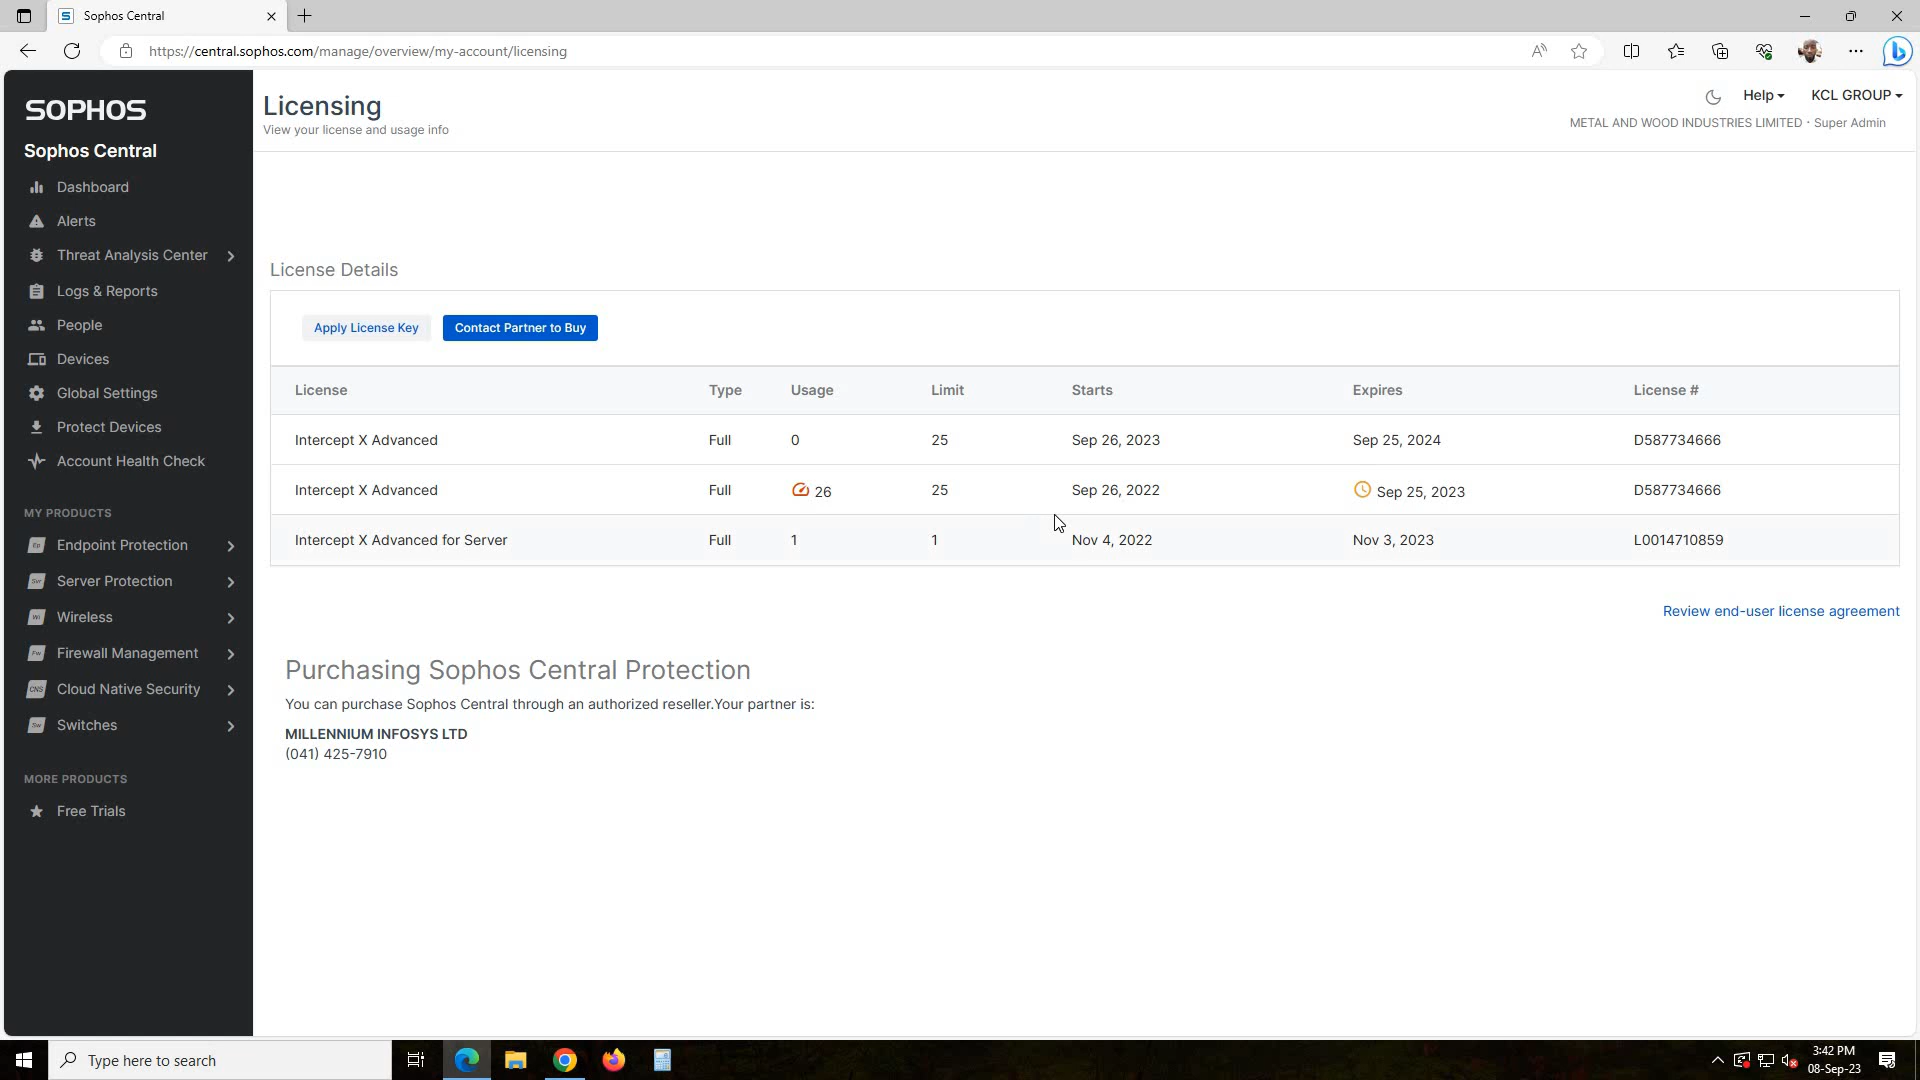 Sophos Central
https://central.sophos.com/manage/overview/my-account/licensing
SOPHOS
Sophos Central
Dashboard
Alerts
Threat Analysis Center
Logs & Reports
People
Devices
Global Settings
Protect Devices
Account Health Check
MY PRODUCTS
Endpoint Protection
Server Protection
Wireless
Firewall Management
Cloud Native Security
Switches
MORE PRODUCTS
Free Trials
Licensing
View your license and usage info
Help
KCL GROUP
METAL AND WOOD INDUSTRIES LIMITED · Super Admin
License Details
Apply License Key Contact Partner to Buy
License Type Usage Limit Starts Expires License #
Intercept X Advanced Full 0 25 Sep 26, 2023 Sep 25, 2024 D587734666
Intercept X Advanced Full 26 25 Sep 26, 2022 Sep 25, 2023 D587734666
Intercept X Advanced for Server Full 1 1 Nov 4, 2022 Nov 3, 2023 L0014710859
Review end-user license agreement
Purchasing Sophos Central Protection
You can purchase Sophos Central through an authorized reseller.Your partner is:
MILLENNIUM INFOSYS LTD
(041) 425-7910
Type here to search
3:42 PM
08-Sep-23